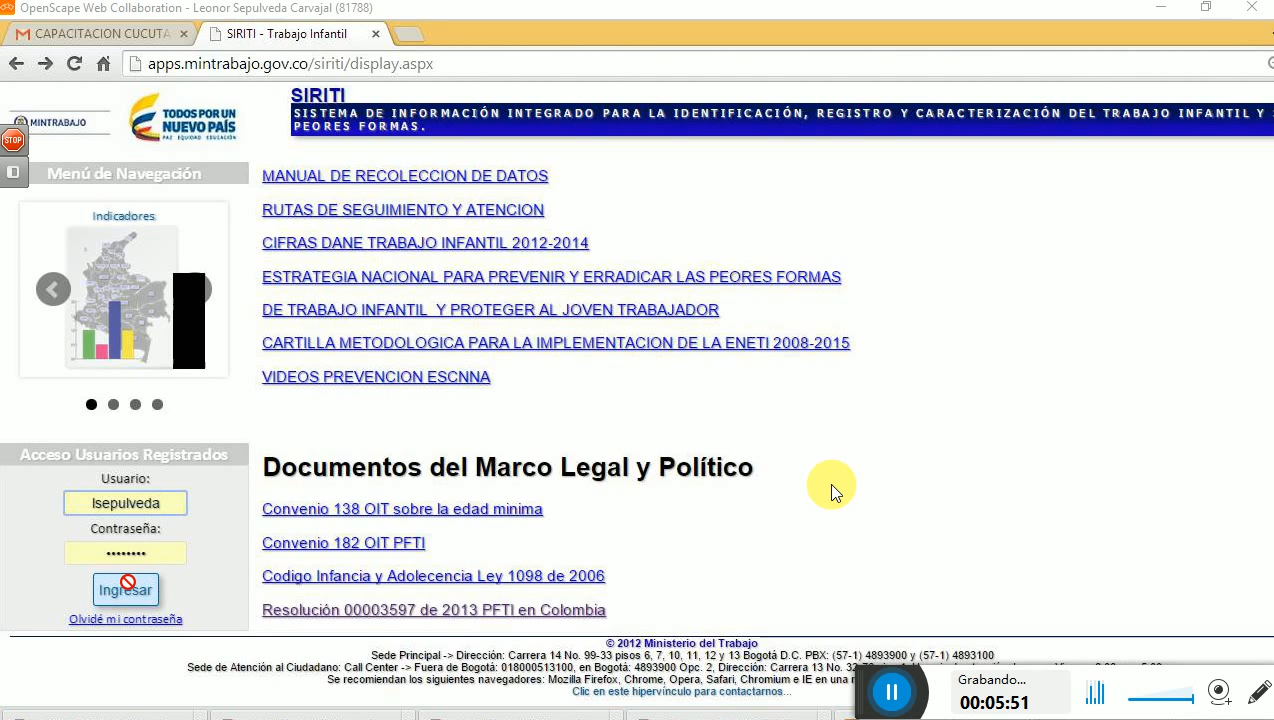 OpenScape Web Collaboration - Leonor Sepulveda Carvajal (81788)
CAPACITACION CUCUTA
SIRITI - Trabajo Infantil
apps.mintrabajo.gov.co/siriti/display.aspx
MINTRABAJO
TODOS POR UN
NUEVO PAÍS
PAZ EQUIDAD EDUCACIÓN
SIRITI
SISTEMA DE INFORMACIÓN INTEGRADO PARA LA IDENTIFICACIÓN, REGISTRO Y CARACTERIZACIÓN DEL TRABAJO INFANTIL Y
PEORES FORMAS.
STOP
Menú de Navegación
Indicadores
MANUAL DE RECOLECCION DE DATOS
RUTAS DE SEGUIMIENTO Y ATENCION
CIFRAS DANE TRABAJO INFANTIL 2012-2014
ESTRATEGIA NACIONAL PARA PREVENIR Y ERRADICAR LAS PEORES FORMAS
DE TRABAJO INFANTIL Y PROTEGER AL JOVEN TRABAJADOR
CARTILLA METODOLOGICA PARA LA IMPLEMENTACION DE LA ENETI 2008-2015
VIDEOS PREVENCION ESCNNA
Acceso Usuarios Registrados
Usuario:
lsepulveda
Contraseña:
••••••••
Ingresar
Olvidé mi contraseña
Documentos del Marco Legal y Político
Convenio 138 OIT sobre la edad minima
Convenio 182 OIT PFTI
Codigo Infancia y Adolecencia Ley 1098 de 2006
Resolución 00003597 de 2013 PFTI en Colombia
© 2012 Ministerio del Trabajo
Sede Principal -> Dirección: Carrera 14 No. 99-33 pisos 6, 7, 10, 11, 12 y 13 Bogotá D.C. PBX: (57-1) 4893900 y (57-1) 4893100
Sede de Atención al Ciudadano: Call Center -> Fuera de Bogotá: 018000513100, en Bogotá: 4893900 Opc. 2, Dirección: Carrera 13 No.
Se recomiendan los siguientes navegadores: Mozilla Firefox, Chrome, Opera, Safari, Chromium e IE en una
Clic en este hipervínculo para contactarnos...
Grabando...
00:05:51